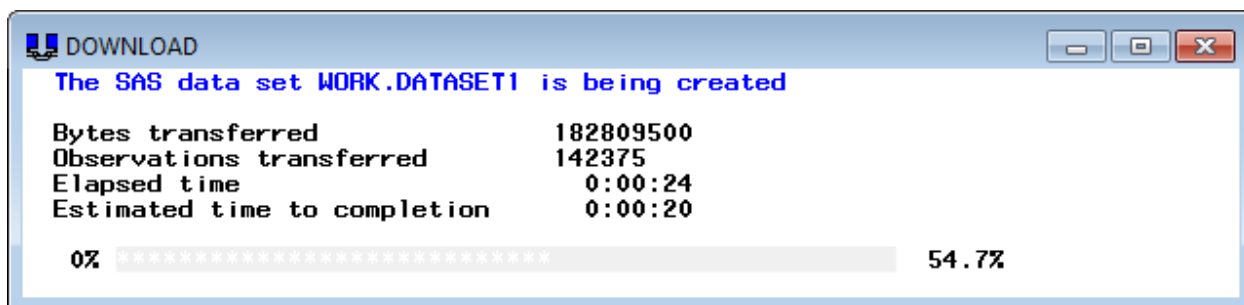 DOWNLOAD
The SAS data set WORK.DATASET1 is being created
Bytes transferred 182809500
Observations transferred 142375
Elapsed time 0:00:24
Estimated time to completion 0:00:20
0% **************************** 54.7%